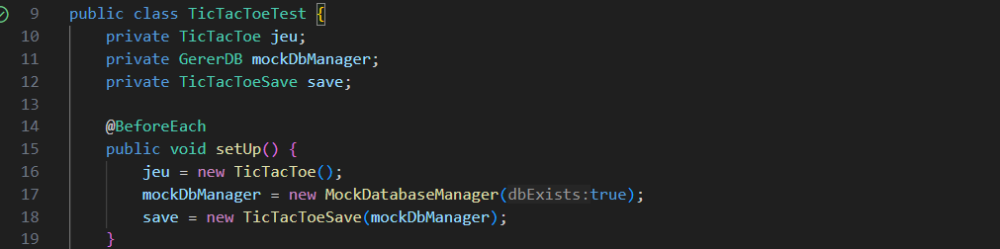 9 public class TicTacToeTest {
10 private TicTacToe jeu;
11 private GererDB mockDbManager;
12 private TicTacToeSave save;
13
14 @BeforeEach
15 public void setUp() {
16 jeu = new TicTacToe();
17 mockDbManager = new MockDatabaseManager(dbExists:true);
18 save = new TicTacToeSave(mockDbManager);
19 }